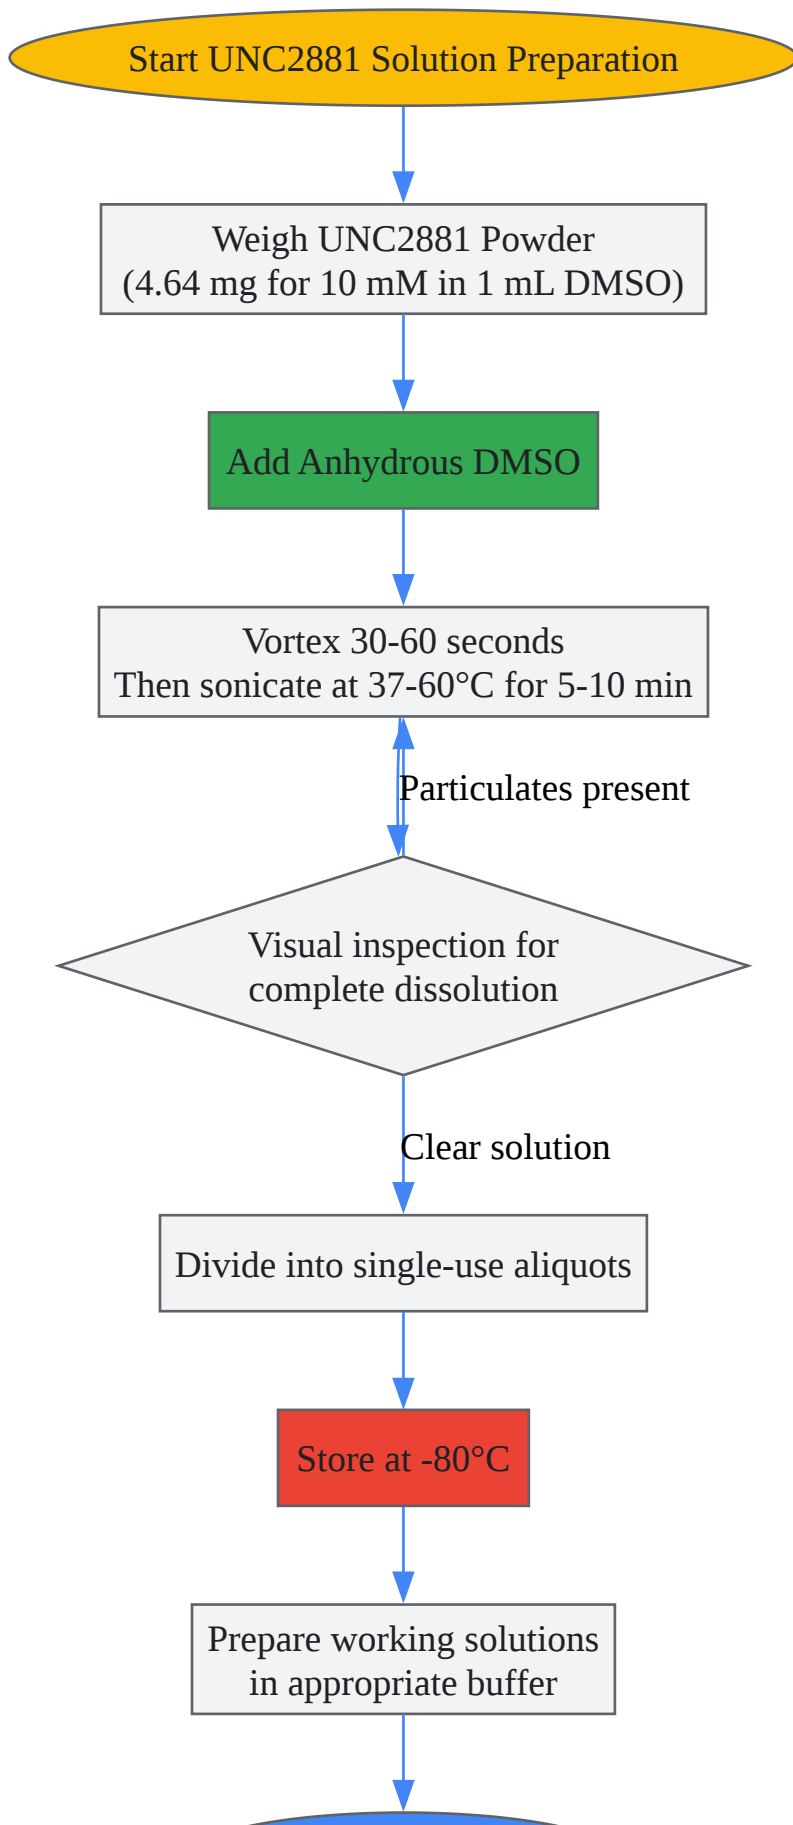 Start UNC2881 Solution Preparation
Weigh UNC2881 Powder
(4.64 mg for 10 mM in 1 mL DMSO)
Add Anhydrous DMSO
Vortex 30-60 seconds
Then sonicate at 37-60°C for 5-10 min
Particulates present
Visual inspection for
complete dissolution
Clear solution
Divide into single-use aliquots
Store at -80°C
Prepare working solutions
in appropriate buffer